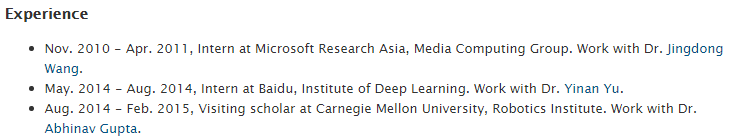 Experience
Nov. 2010 – Apr. 2011, Intern at Microsoft Research Asia, Media Computing Group. Work with Dr. Jingdong
Wang.
May. 2014 – Aug. 2014, Intern at Baidu, Institute of Deep Learning. Work with Dr. Yinan Yu.
Aug. 2014 – Feb. 2015, Visiting scholar at Carnegie Mellon University, Robotics Institute. Work with Dr.
Abhinav Gupta.